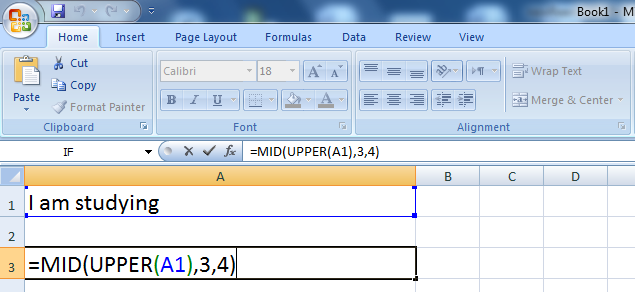 Book1 - M
Home Insert Page Layout Formulas Data Review View
Cut
Copy
Paste
Format Painter
Calibri 18 A A
B I U A
Wrap Text
Merge & Center
Clipboard Font Alignment
IF fx =MID(UPPER(A1),3,4)
A B C D
1 I am studying
2
3 =MID(UPPER(A1),3,4)